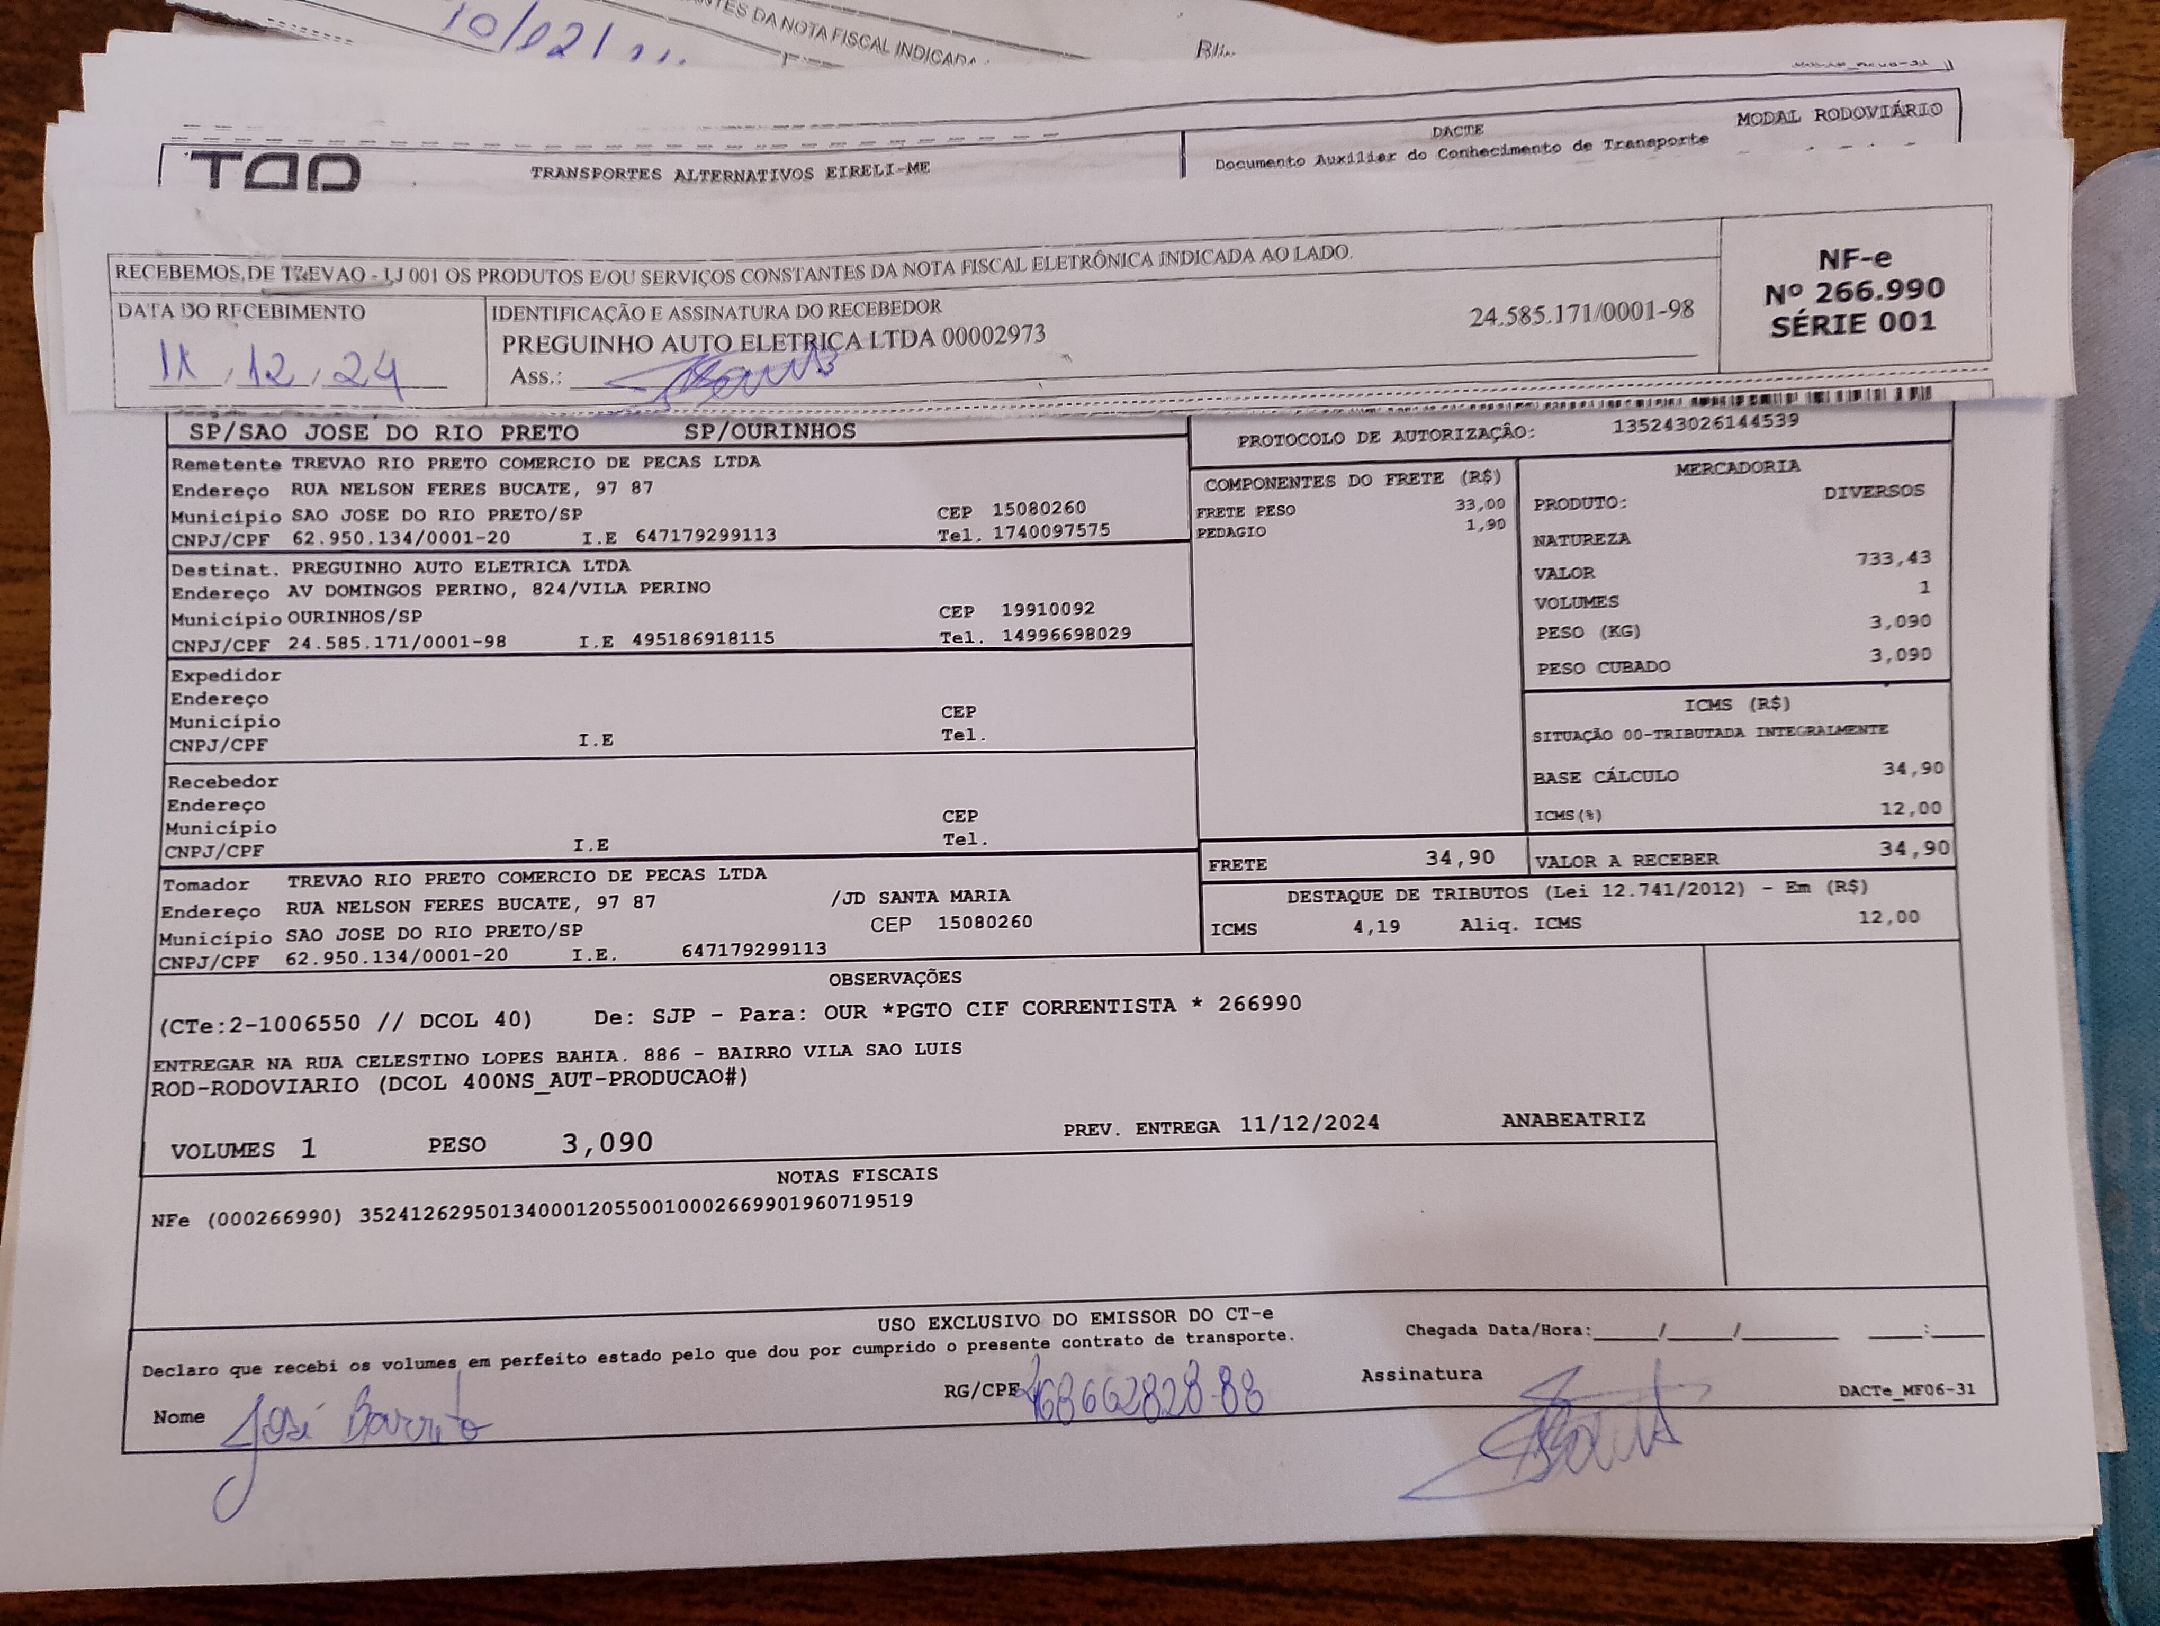 10/12/
TES DA NOTA FISCAL INDICADA
MODAL RODOVIÁRIO
DACTE
Documento Auxiliar do Conhecimento de Transporte
TRANSPORTES ALTERNATIVOS EIRELI-ME
RECEBEMOS DE TREVAO - LJ 001 OS PRODUTOS E/OU SERVIÇOS CONSTANTES DA NOTA FISCAL ELETRÔNICA INDICADA AO LADO.
NF-e
Nº 266.990
SÉRIE 001
DATA DO RECEBIMENTO
11, 12, 24
IDENTIFICAÇÃO E ASSINATURA DO RECEBEDOR
PREGUINHO AUTO ELETRICA LTDA 00002973 24.585.171/0001-98
Ass.:
SP/SAO JOSE DO RIO PRETO SP/OURINHOS
PROTOCOLO DE AUTORIZAÇÃO: 135243026144539
Remetente TREVAO RIO PRETO COMERCIO DE PECAS LTDA
Endereço RUA NELSON FERES BUCATE, 97 87
Município SAO JOSE DO RIO PRETO/SP CEP 15080260
CNPJ/CPF 62.950.134/0001-20 I.E 647179299113 Tel. 1740097575
Destinat. PREGUINHO AUTO ELETRICA LTDA
Endereço AV DOMINGOS PERINO, 824/VILA PERINO
Município OURINHOS/SP CEP 19910092
CNPJ/CPF 24.585.171/0001-98 I.E 495186918115 Tel. 14996698029
Expedidor
Endereço
Município CEP
CNPJ/CPF I.E Tel.
Recebedor
Endereço
Município CEP
CNPJ/CPF I.E Tel.
Tomador TREVAO RIO PRETO COMERCIO DE PECAS LTDA
Endereço RUA NELSON FERES BUCATE, 97 87 /JD SANTA MARIA
Município SAO JOSE DO RIO PRETO/SP CEP 15080260
CNPJ/CPF 62.950.134/0001-20 I.E. 647179299113
COMPONENTES DO FRETE (R$)
FRETE PESO 33,00
PEDAGIO 1,90
MERCADORIA
PRODUTO: DIVERSOS
NATUREZA
VALOR 733,43
VOLUMES 1
PESO (KG) 3,090
PESO CUBADO 3,090
ICMS (R$)
SITUAÇÃO 00-TRIBUTADA INTEGRALMENTE
BASE CÁLCULO 34,90
ICMS(%) 12,00
FRETE 34,90 VALOR A RECEBER 34,90
DESTAQUE DE TRIBUTOS (Lei 12.741/2012) - Em (R$)
ICMS 4,19 Aliq. ICMS 12,00
OBSERVAÇÕES
(CTe:2-1006550 // DCOL 40) De: SJP - Para: OUR *PGTO CIF CORRENTISTA * 266990
ENTREGAR NA RUA CELESTINO LOPES BAHIA. 886 - BAIRRO VILA SAO LUIS
ROD-RODOVIARIO (DCOL 400NS_AUT-PRODUCAO#)
VOLUMES 1 PESO 3,090 PREV. ENTREGA 11/12/2024 ANABEATRIZ
NOTAS FISCAIS
NFe (000266990) 35241262950134000120550010002669901960719519
USO EXCLUSIVO DO EMISSOR DO CT-e
Declaro que recebi os volumes em perfeito estado pelo que dou por cumprido o presente contrato de transporte.
Chegada Data/Hora:____/____/______ ___:___
Nome José Barrito RG/CPF 468662828-88 Assinatura
DACTe_MF06-31